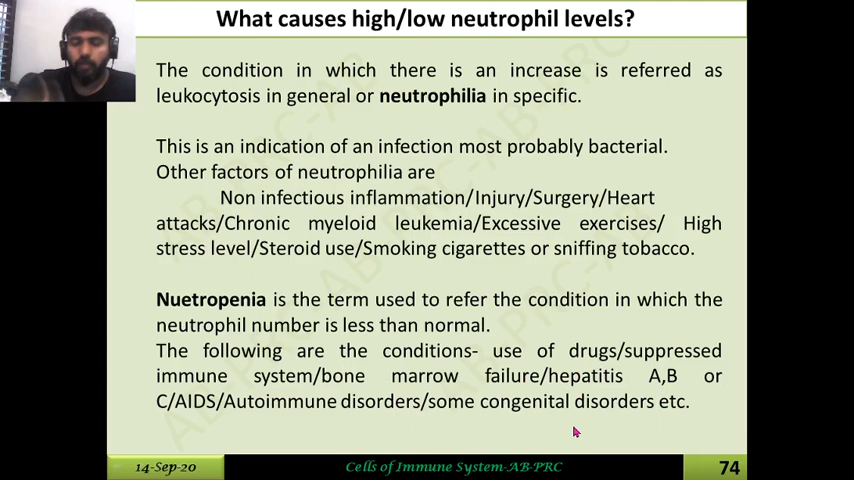 What causes high/low neutrophil levels?
The condition in which there is an increase is referred as
leukocytosis in general or neutrophilia in specific.
This is an indication of an infection most probably bacterial.
Other factors of neutrophilia are
Non infectious inflammation/Injury/Surgery/Heart
attacks/Chronic myeloid leukemia/Excessive exercises/ High
stress level/Steroid use/Smoking cigarettes or sniffing tobacco.
Nuetropenia is the term used to refer the condition in which the
neutrophil number is less than normal.
The following are the conditions- use of drugs/suppressed
immune system/bone marrow failure/hepatitis A,B or
C/AIDS/Autoimmune disorders/some congenital disorders etc.
14-Sep-20
Cells of Immune System-AB-PRC
74